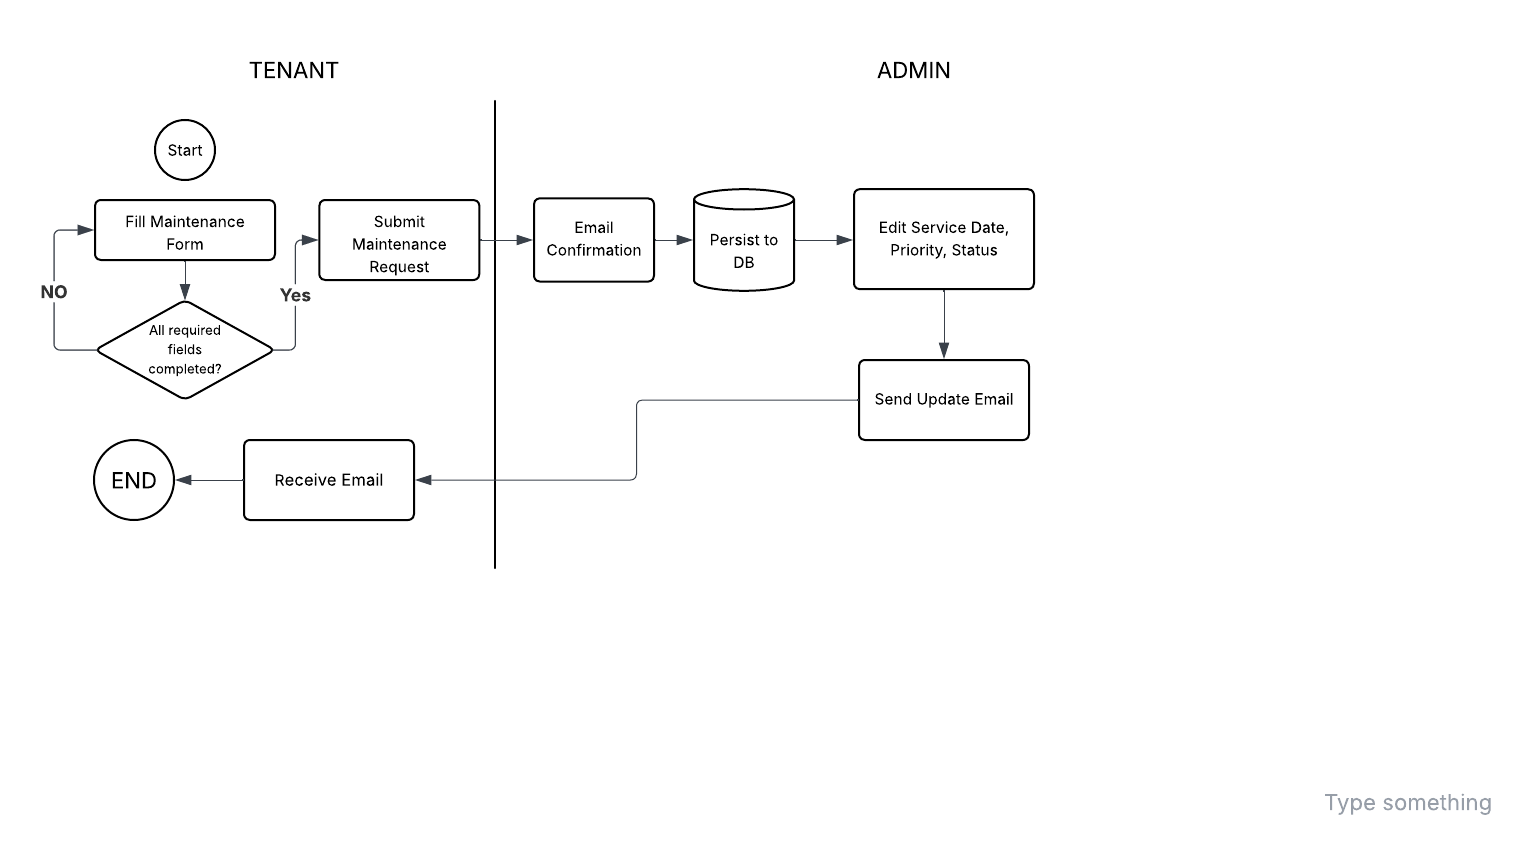 TENANT
ADMIN
Start
Fill Maintenance
Form
Submit
Maintenance
Request
Email
Confirmation
Persist to
DB
Edit Service Date,
Priority, Status
NO
Yes
All required
fields
completed?
Send Update Email
END
Receive Email
Type something